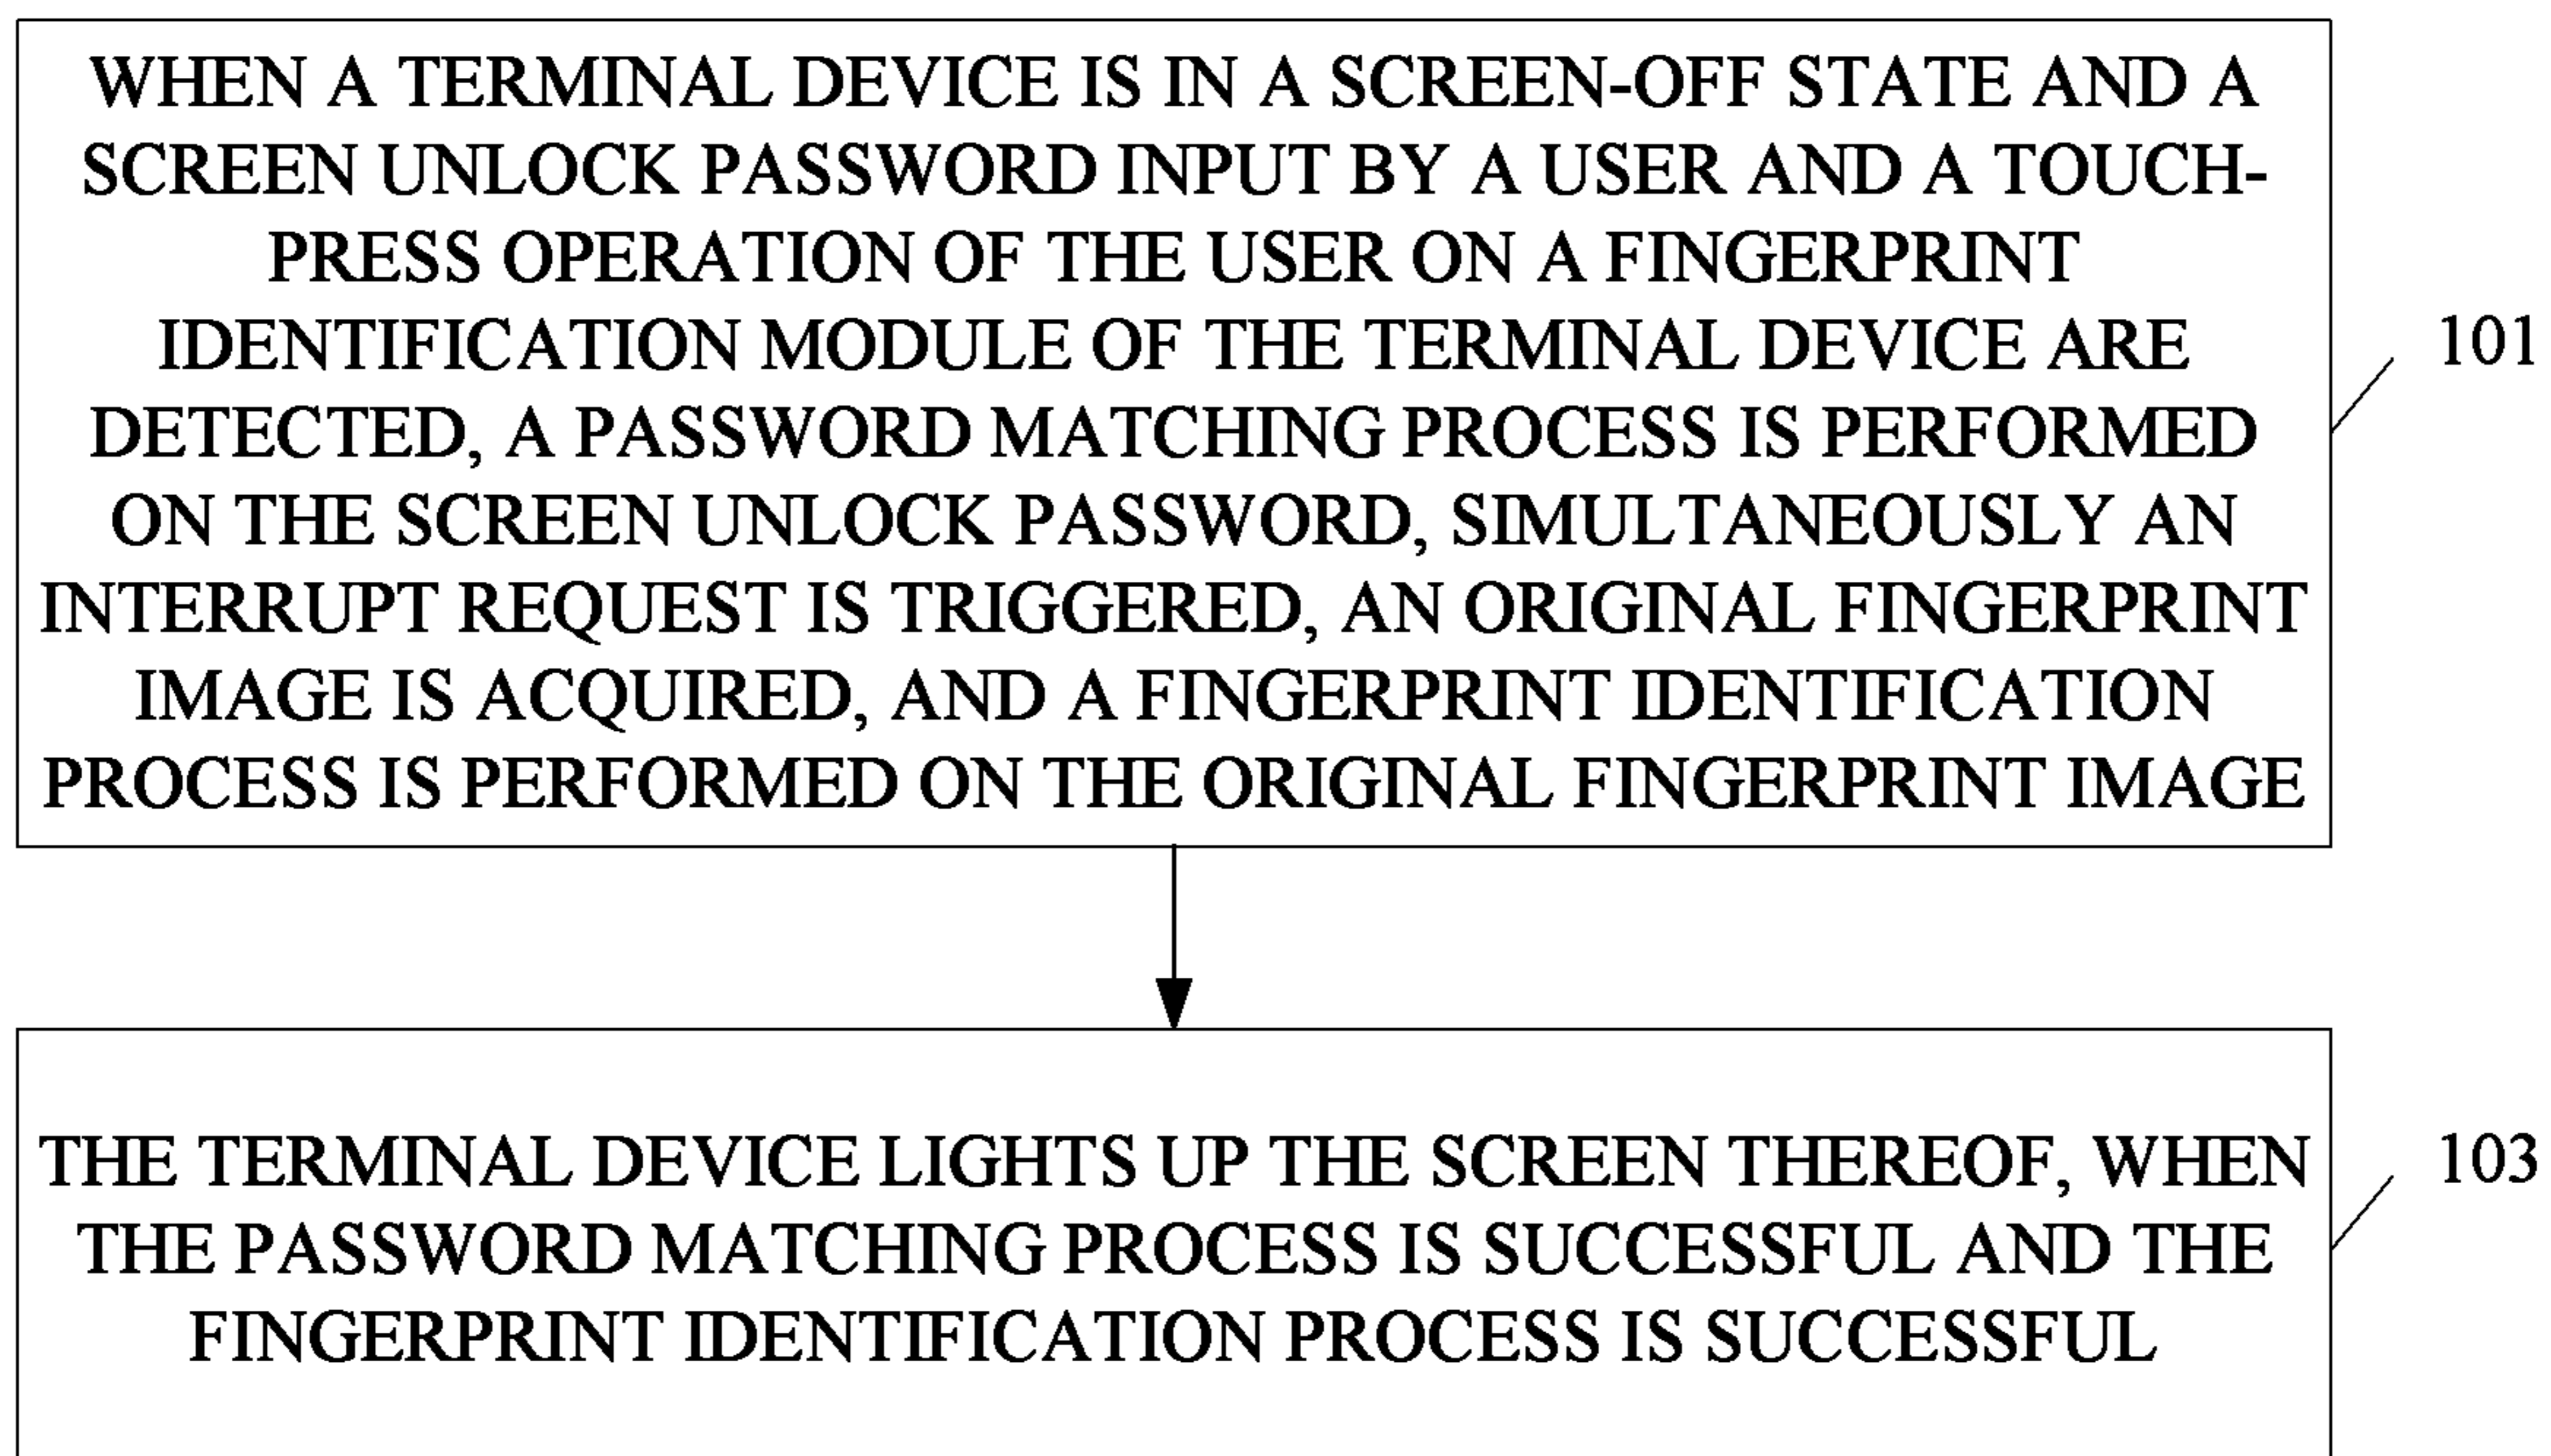 WHEN A TERMINAL DEVICE IS IN A SCREEN-OFF STATE AND A
SCREEN UNLOCK PASSWORD INPUT BY A USER AND A TOUCH-
PRESS OPERATION OF THE USER ON A FINGERPRINT
IDENTIFICATION MODULE OF THE TERMINAL DEVICE ARE
DETECTED, A PASSWORD MATCHING PROCESS IS PERFORMED
ON THE SCREEN UNLOCK PASSWORD, SIMULTANEOUSLY AN
INTERRUPT REQUEST IS TRIGGERED, AN ORIGINAL FINGERPRINT
IMAGE IS ACQUIRED, AND A FINGERPRINT IDENTIFICATION
PROCESS IS PERFORMED ON THE ORIGINAL FINGERPRINT IMAGE
101
THE TERMINAL DEVICE LIGHTS UP THE SCREEN THEREOF, WHEN
THE PASSWORD MATCHING PROCESS IS SUCCESSFUL AND THE
FINGERPRINT IDENTIFICATION PROCESS IS SUCCESSFUL
103